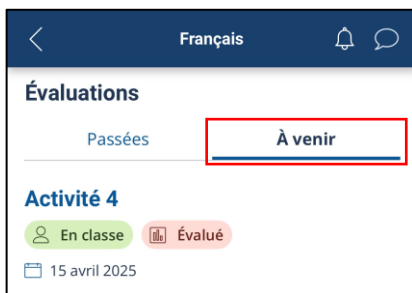 Français
Évaluations
Passées À venir
Activité 4
En classe Évalué
15 avril 2025